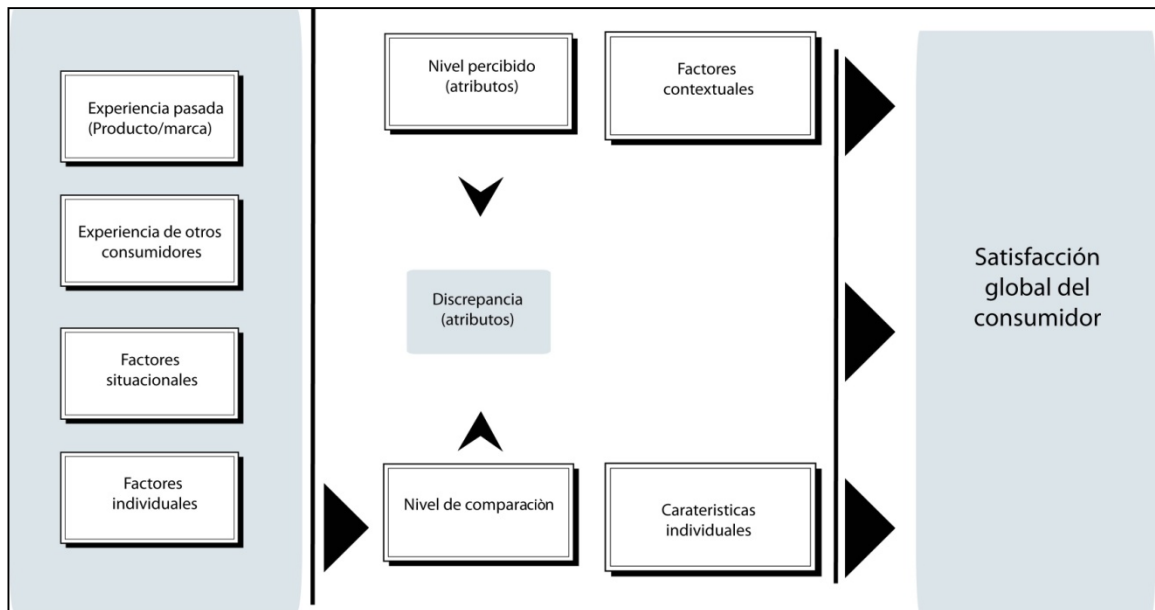 Experiencia pasada
(Producto/marca)
Experiencia de otros
consumidores
Factores
situacionales
Factores
individuales
Nivel percibido
(atributos)
Discrepancia
(atributos)
Nivel de comparaciòn
Factores
contextuales
Carateristicas
individuales
Satisfacción
global del
consumidor